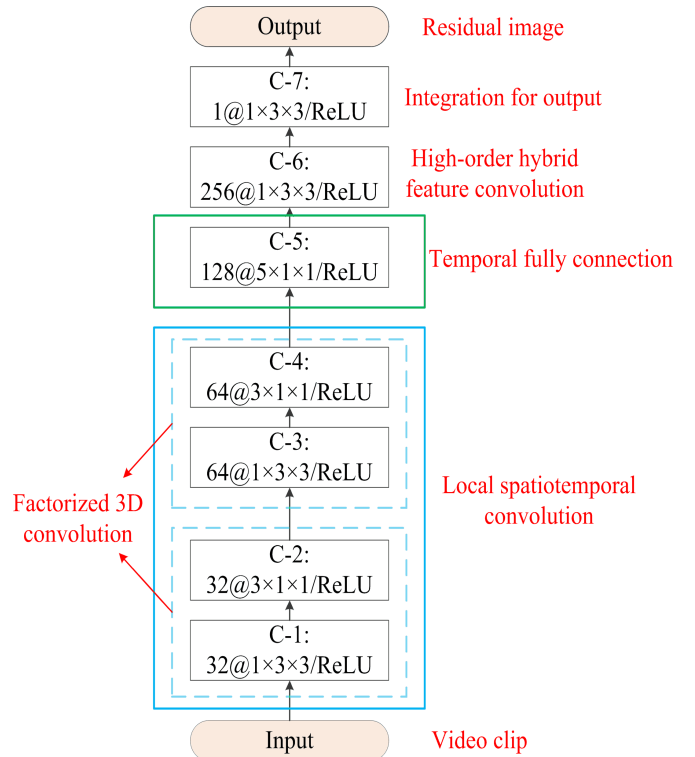 Output
Residual image
C-7:
1@1×3×3/ReLU
Integration for output
C-6:
256@1×3×3/ReLU
High-order hybrid
feature convolution
C-5:
128@5×1×1/ReLU
Temporal fully connection
C-4:
64@3×1×1/ReLU
C-3:
64@1×3×3/ReLU
Factorized 3D
convolution
Local spatiotemporal
convolution
C-2:
32@3×1×1/ReLU
C-1:
32@1×3×3/ReLU
Input
Video clip